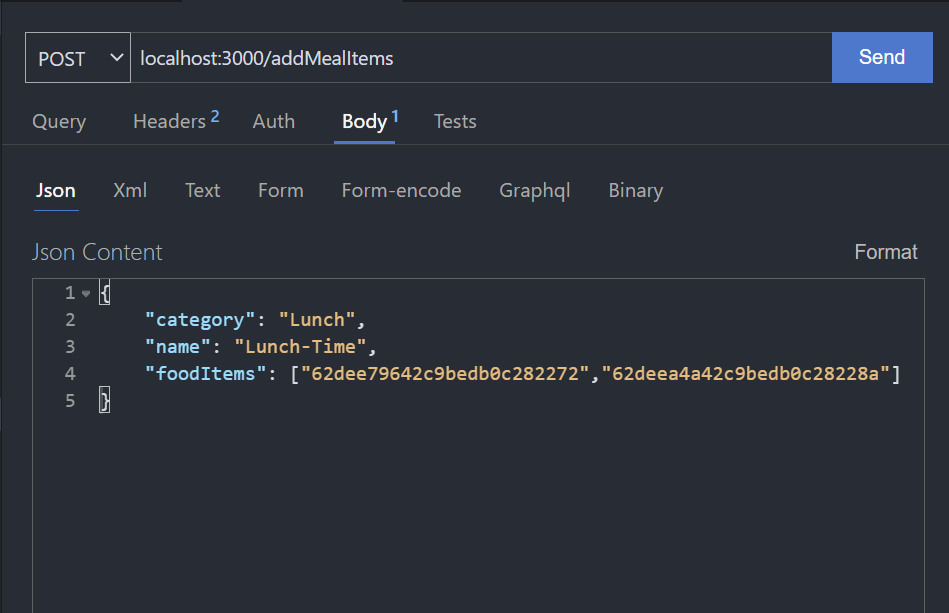 POST localhost:3000/addMealItems Send
Query Headers 2 Auth Body 1 Tests
Json Xml Text Form Form-encode Graphql Binary
Json Content Format
1 {
2 "category": "Lunch",
3 "name": "Lunch-Time",
4 "foodItems": ["62dee79642c9bedb0c282272","62deea4a42c9bedb0c28228a"]
5 }